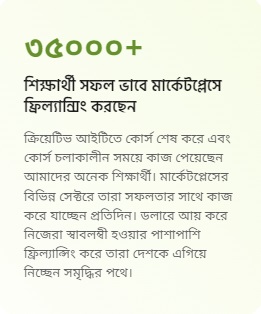 ৩৫০০০+
শিক্ষার্থী সফল ভাবে মার্কেটপ্লেসে
ফ্রিল্যান্সিং করছেন
ক্রিয়েটিভ আইটিতে কোর্স শেষ করে এবং
কোর্স চলাকালীন সময়ে কাজ পেয়েছেন
আমাদের অনেক শিক্ষার্থী। মার্কেটপ্লেসের
বিভিন্ন সেক্টরে তারা সফলতার সাথে কাজ
করে যাচ্ছেন প্রতিদিন। ডলারে আয় করে
নিজেরা স্বাবলম্বী হওয়ার পাশাপাশি
ফ্রিল্যান্সিং করে তারা দেশকে এগিয়ে
নিচ্ছেন সমৃদ্ধির পথে।